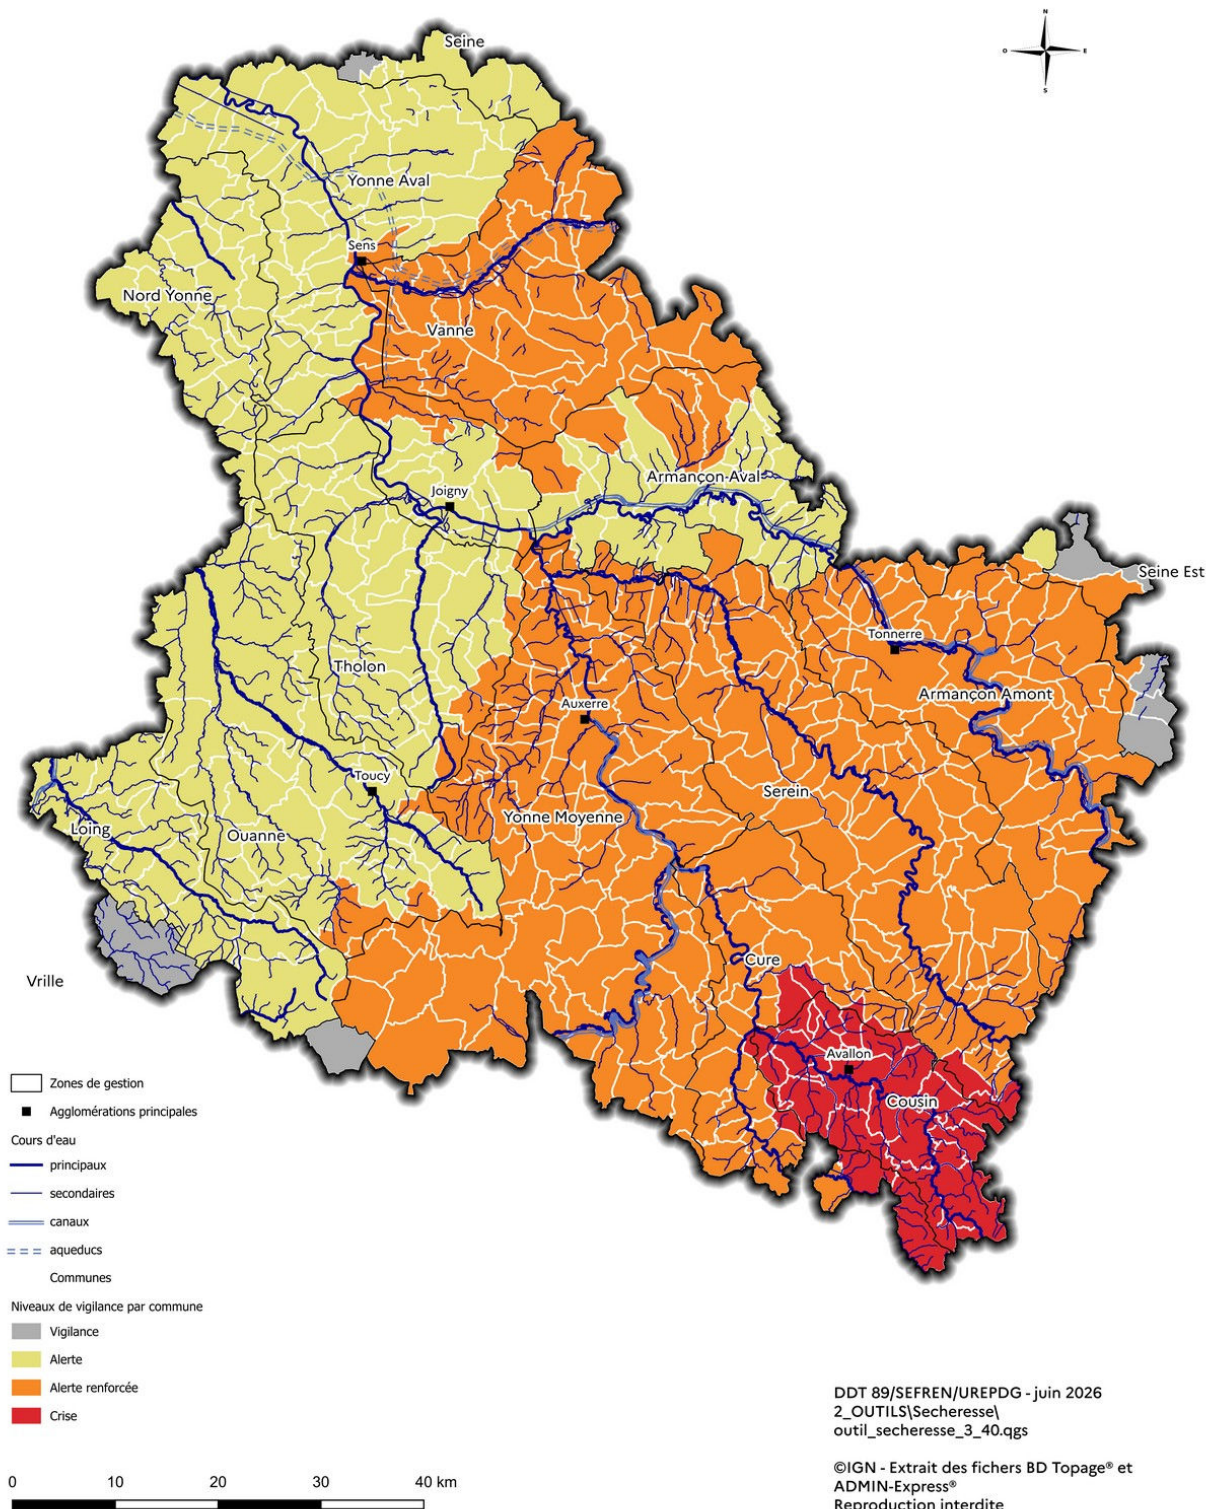 N
O
E
S
Seine
Yonne Aval
Sens
Nord Yonne
Vanne
Armançon Aval
Joigny
Seine Est
Tonnerre
Tholon
Armançon Amont
Auxerre
Toucy
Serein
Yonne Moyenne
Loing
Ouanne
Cure
Vrille
Avallon
Cousin
Zones de gestion
Agglomérations principales
Cours d'eau
principaux
secondaires
canaux
aqueducs
Communes
Niveaux de vigilance par commune
Vigilance
Alerte
Alerte renforcée
Crise
DDT 89/SEFREN/UREPDG - juin 2026
2_OUTILS\Secheresse\
outil_secheresse_3_40.qgs
©IGN - Extrait des fichers BD Topage® et
ADMIN-Express®
Reproduction interdite
0 10 20 30 40 km